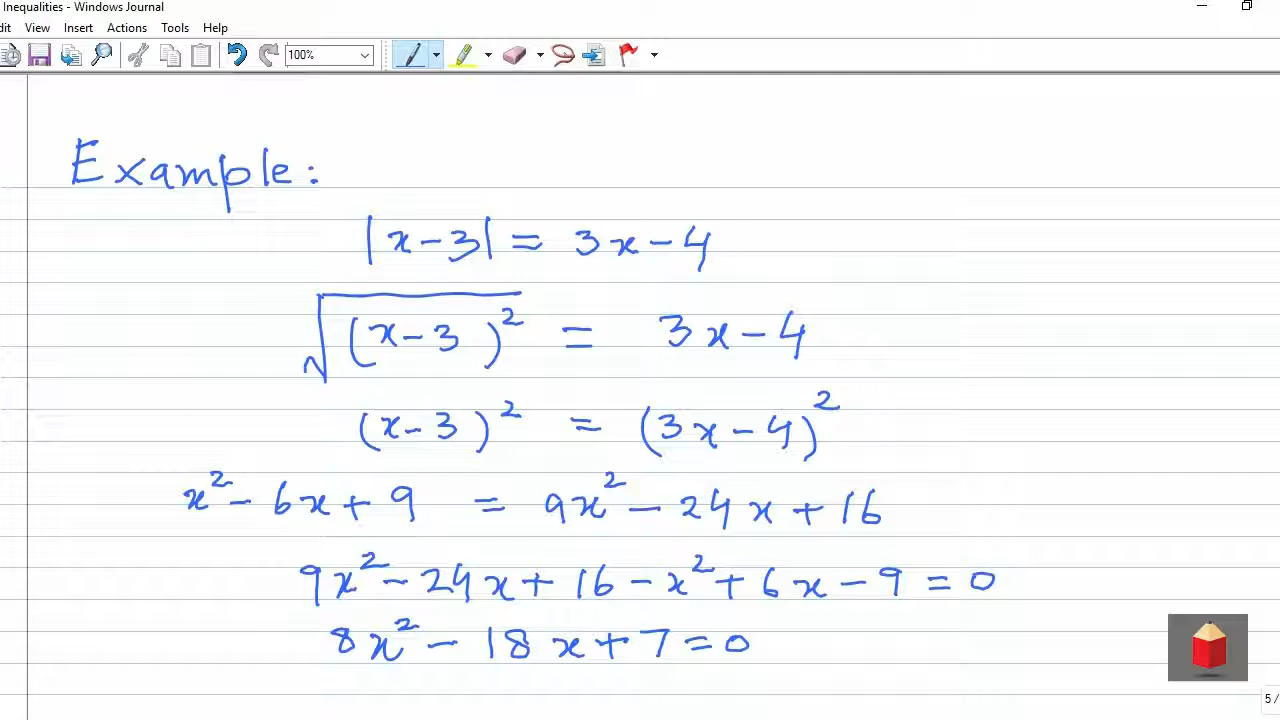 Inequalities - Windows Journal
dit View Insert Actions Tools Help
100%
Example:
|x-3| = 3x-4
√(x-3)² = 3x-4
(x-3)² = (3x-4)²
x² - 6x + 9 = 9x² - 24x + 16
9x² - 24x + 16 - x² + 6x - 9 = 0
8x² - 18x + 7 = 0
5/